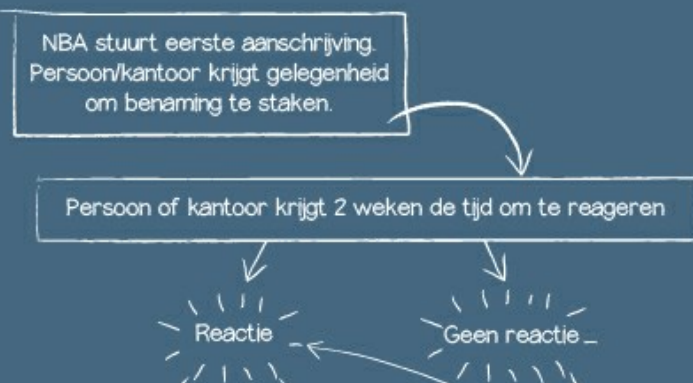 NBA stuurt eerste aanschrijving.
Persoon/kantoor krijgt gelegenheid
om benaming te staken.
Persoon of kantoor krijgt 2 weken de tijd om te reageren
Reactie
Geen reactie